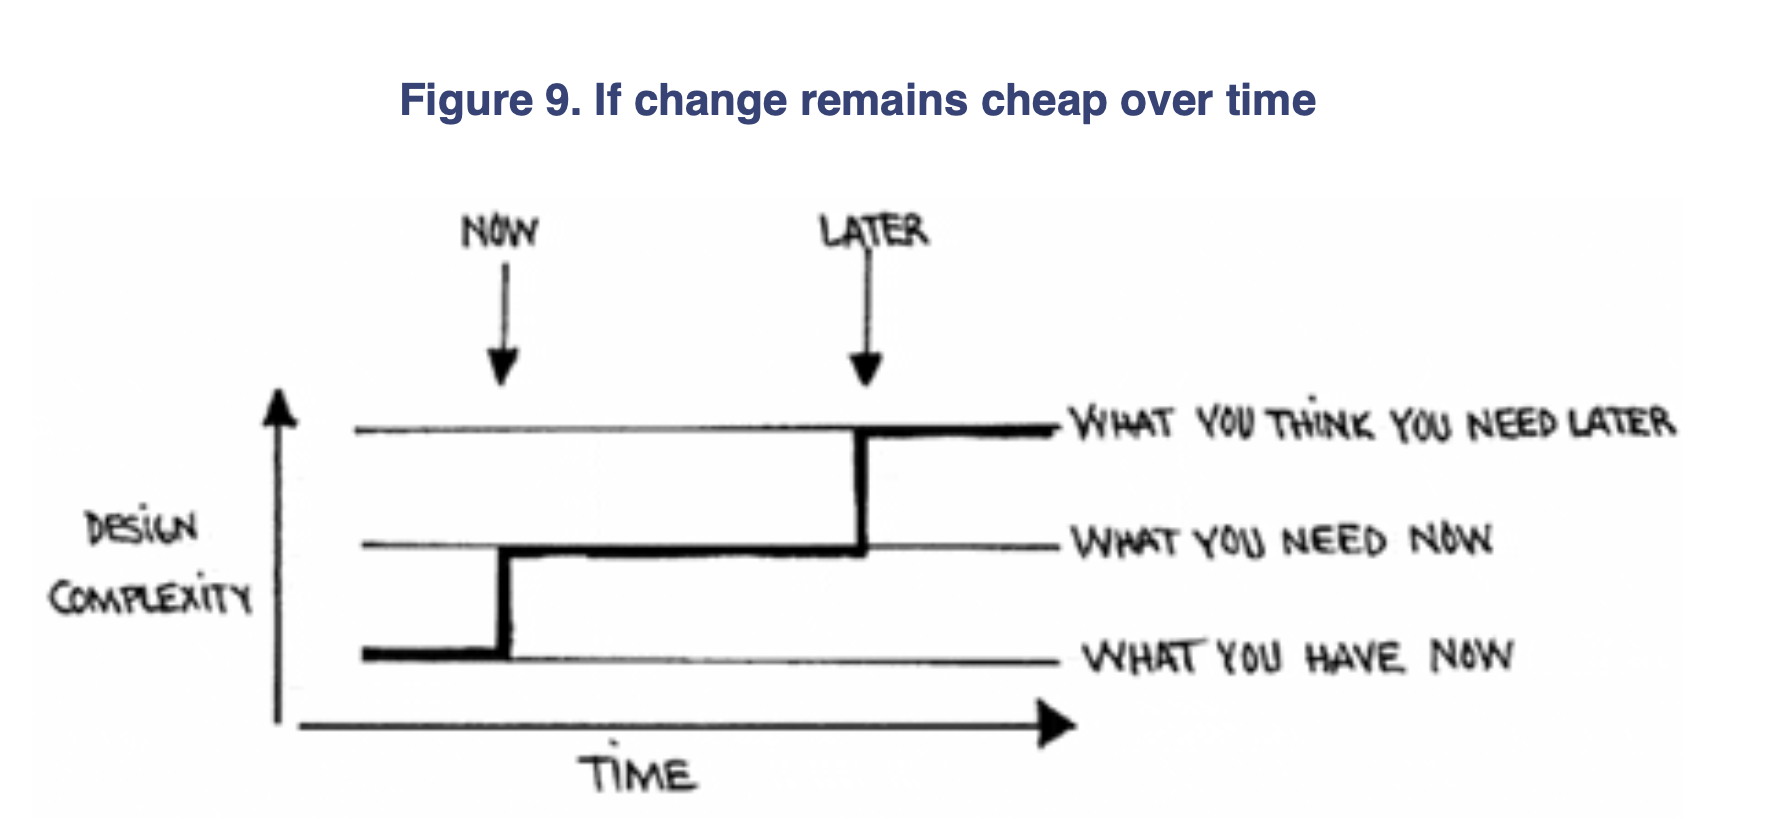 Figure 9. If change remains cheap over time
NOW
LATER
WHAT YOU THINK YOU NEED LATER
DESIGN
COMPLEXITY
WHAT YOU NEED NOW
WHAT YOU HAVE NOW
TIME